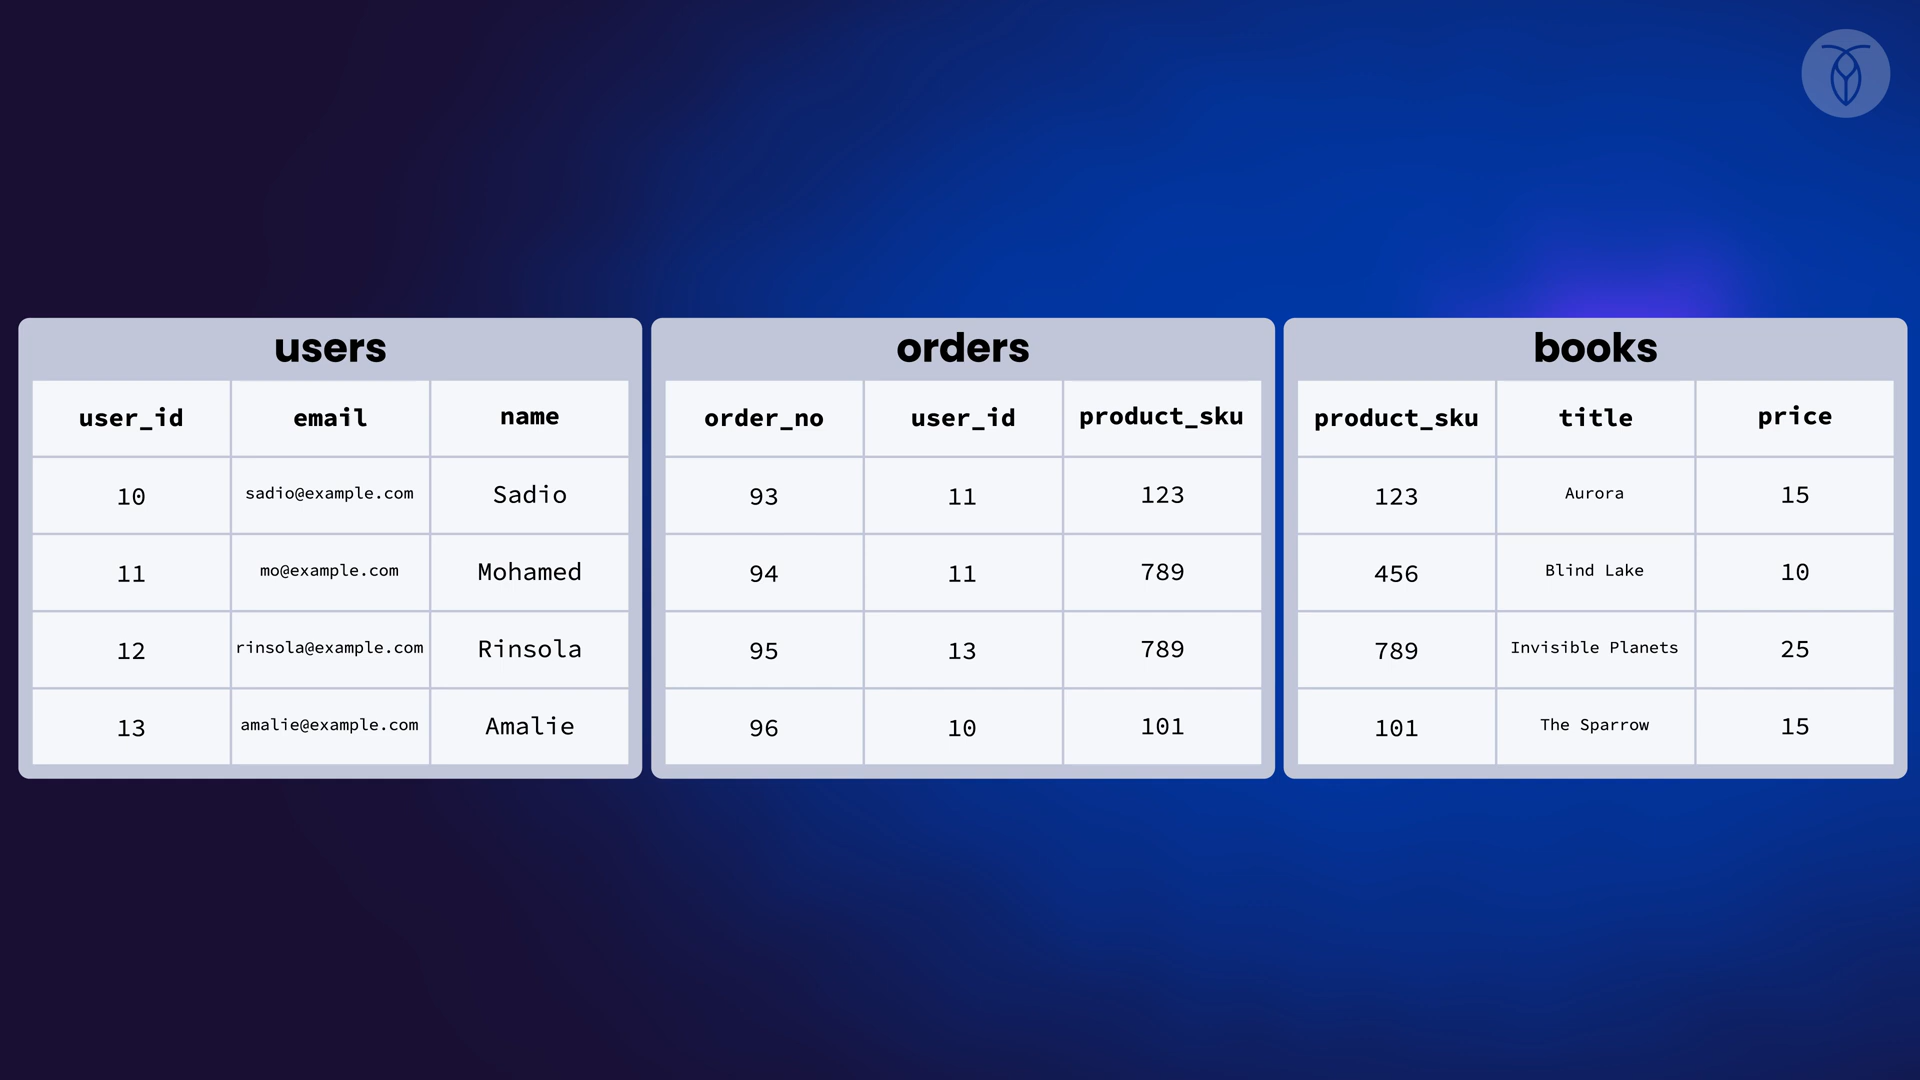 users
user_id email name
10 sadio@example.com Sadio
11 mo@example.com Mohamed
12 rinsola@example.com Rinsola
13 amalie@example.com Amalie
orders
order_no user_id product_sku
93 11 123
94 11 789
95 13 789
96 10 101
books
product_sku title price
123 Aurora 15
456 Blind Lake 10
789 Invisible Planets 25
101 The Sparrow 15